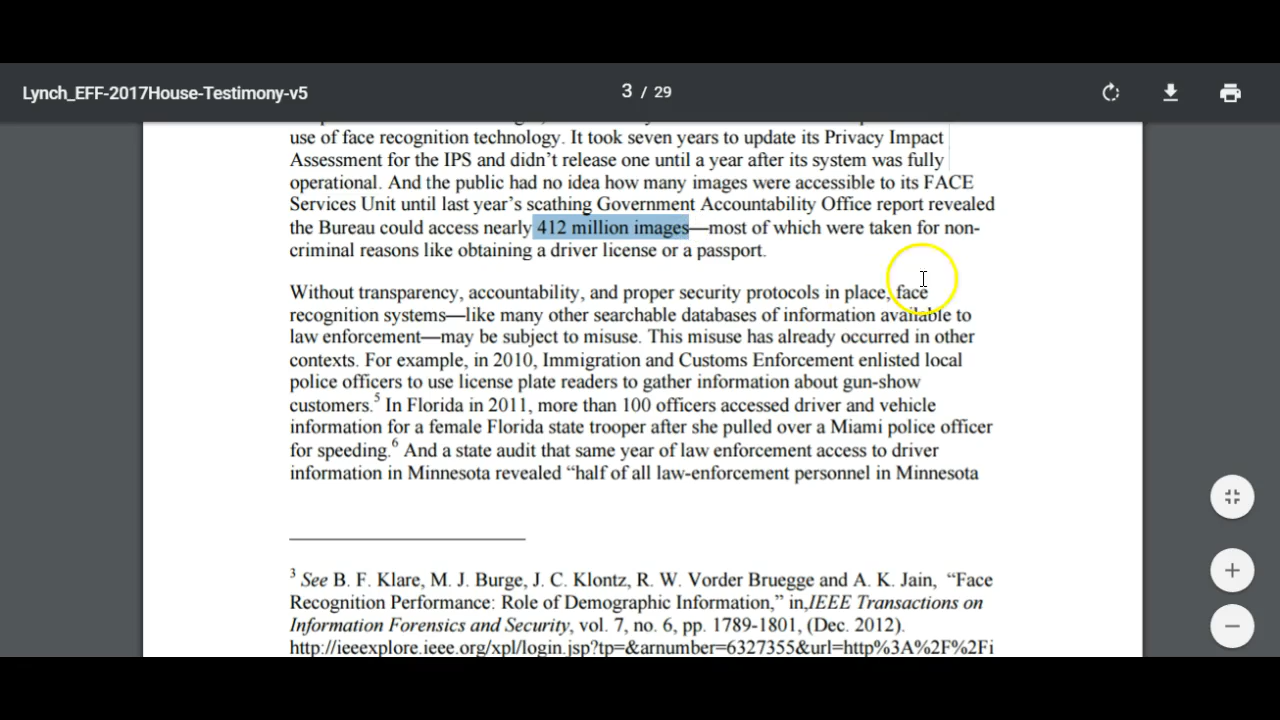 Lynch_EFF-2017House-Testimony-v5
3 / 29
use of face recognition technology. It took seven years to update its Privacy Impact
Assessment for the IPS and didn’t release one until a year after its system was fully
operational. And the public had no idea how many images were accessible to its FACE
Services Unit until last year’s scathing Government Accountability Office report revealed
the Bureau could access nearly 412 million images—most of which were taken for non-
criminal reasons like obtaining a driver license or a passport.
Without transparency, accountability, and proper security protocols in place, face
recognition systems—like many other searchable databases of information available to
law enforcement—may be subject to misuse. This misuse has already occurred in other
contexts. For example, in 2010, Immigration and Customs Enforcement enlisted local
police officers to use license plate readers to gather information about gun-show
customers.5 In Florida in 2011, more than 100 officers accessed driver and vehicle
information for a female Florida state trooper after she pulled over a Miami police officer
for speeding.6 And a state audit that same year of law enforcement access to driver
information in Minnesota revealed “half of all law-enforcement personnel in Minnesota
3 See B. F. Klare, M. J. Burge, J. C. Klontz, R. W. Vorder Bruegge and A. K. Jain, “Face
Recognition Performance: Role of Demographic Information,” in,IEEE Transactions on
Information Forensics and Security, vol. 7, no. 6, pp. 1789-1801, (Dec. 2012).
http://ieeexplore.ieee.org/xpl/login.jsp?tp=&arnumber=6327355&url=http%3A%2F%2Fi